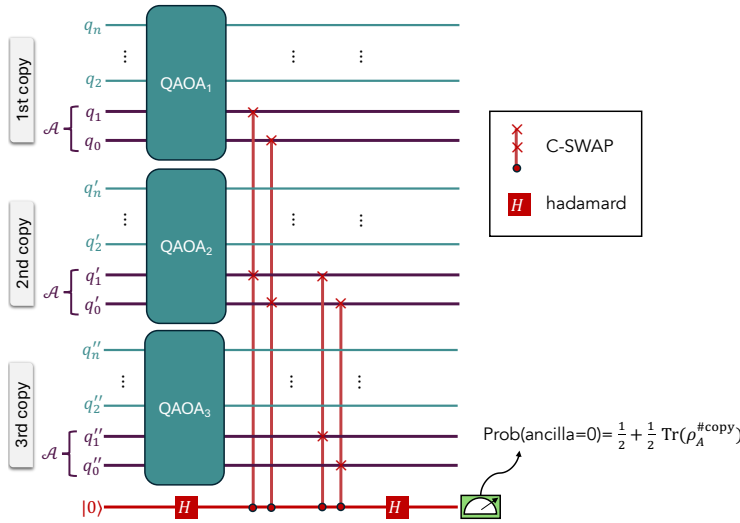 1st copy
q_n
⋮ ⋮ ⋮
q_2
QAOA_1
𝒜 { q_1
q_0
2nd copy
q'_n
⋮ ⋮ ⋮
q'_2
QAOA_2
𝒜 { q'_1
q'_0
3rd copy
q''_n
⋮ ⋮ ⋮
q''_2
QAOA_3
𝒜 { q''_1
q''_0
|0⟩ H H
C-SWAP
H hadamard
Prob(ancilla=0)= 1/2 + 1/2 Tr(ρ_A^{#copy})